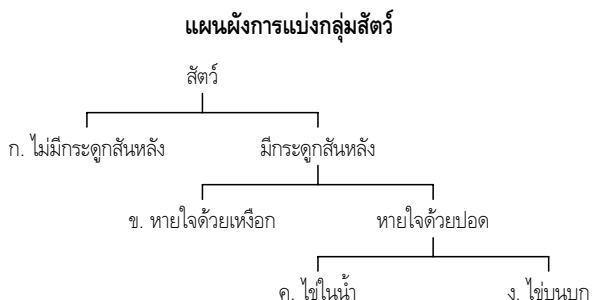 แผนผังการแบ่งกลุ่มสัตว์
สัตว์
ก. ไม่มีกระดูกสันหลัง มีกระดูกสันหลัง
ข. หายใจด้วยเหงือก หายใจด้วยปอด
ค. ไข่ในน้ำ ง. ไข่บนบก